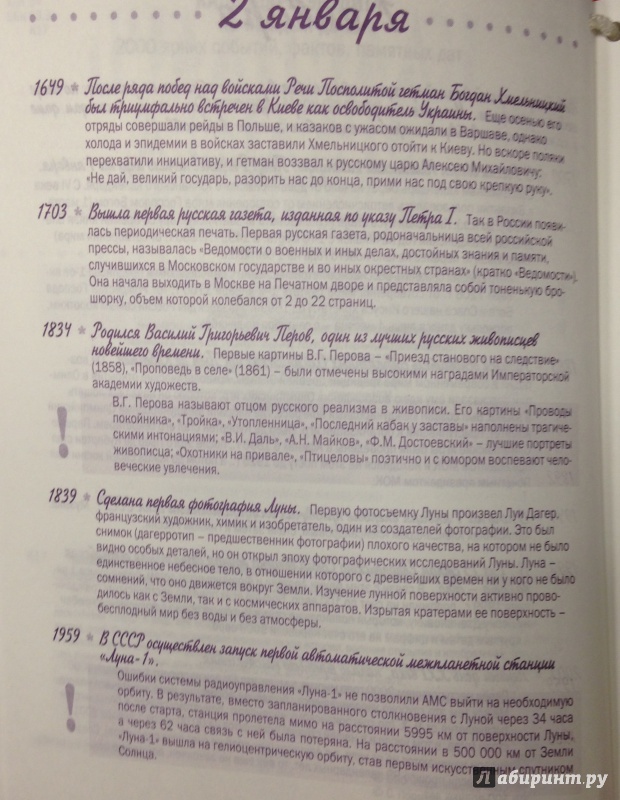 2 января
1649 * После ряда побед над войсками Речи Посполитой гетман Богдан Хмельницкий
был триумфально встречен в Киеве как освободитель Украины. Еще осенью его
отряды совершали рейды в Польше, и казаков с ужасом ожидали в Варшаве, однако
холода и эпидемии в войсках заставили Хмельницкого отойти к Киеву. Но вскоре поляки
перехватили инициативу, и гетман воззвал к русскому царю Алексею Михайловичу:
«Не дай, великий государь, разорить нас до конца, прими нас под свою крепкую руку».
1703 * Вышла первая русская газета, изданная по указу Петра I. Так в России появи-
лась периодическая печать. Первая русская газета, родоначальница всей российской
прессы, называлась «Ведомости о военных и иных делах, достойных знания и памяти,
случившихся в Московском государстве и во иных окрестных странах» (кратко «Ведомости»).
Она начала выходить в Москве на Печатном дворе и представляла собой тоненькую бро-
шюрку, объем которой колебался от 2 до 22 страниц.
1834 * Родился Василий Григорьевич Перов, один из лучших русских живописцев
новейшего времени. Первые картины В.Г. Перова – «Приезд станового на следствие»
(1858), «Проповедь в селе» (1861) – были отмечены высокими наградами Императорской
академии художеств.
! В.Г. Перова называют отцом русского реализма в живописи. Его картины «Проводы
покойника», «Тройка», «Утопленница», «Последний кабак у заставы» наполнены трагиче-
скими интонациями; «В.И. Даль», «А.Н. Майков», «Ф.М. Достоевский» – лучшие портреты
живописца; «Охотники на привале», «Птицеловы» поэтично и с юмором воспевают чело-
веческие увлечения.
1839 * Сделана первая фотография Луны. Первую фотосъемку Луны произвел Луи Дагер,
французский художник, химик и изобретатель, один из создателей фотографии. Это был
снимок (дагерротип – предшественник фотографии) плохого качества, на котором не было
видно особых деталей, но он открыл эпоху фотографических исследований Луны. Луна –
единственное небесное тело, в отношении которого с древнейших времен ни у кого не было
сомнений, что оно движется вокруг Земли. Изучение лунной поверхности активно прово-
дилось как с Земли, так и с космических аппаратов. Изрытая кратерами ее поверхность –
бесплодный мир без воды и без атмосферы.
1959 * В СССР осуществлен запуск первой автоматической межпланетной станции
«Луна-1».
! Ошибки системы радиоуправления «Луна-1» не позволили АМС выйти на необходимую
орбиту. В результате, вместо запланированного столкновения с Луной через 34 часа
после старта, станция пролетела мимо на расстоянии 5995 км от поверхности Луны,
а через 62 часа связь с ней была потеряна. На расстоянии в 500 000 км от Земли
«Луна-1» вышла на гелиоцентрическую орбиту, став первым искусственным спутником
Солнца.
Лабиринт.ру